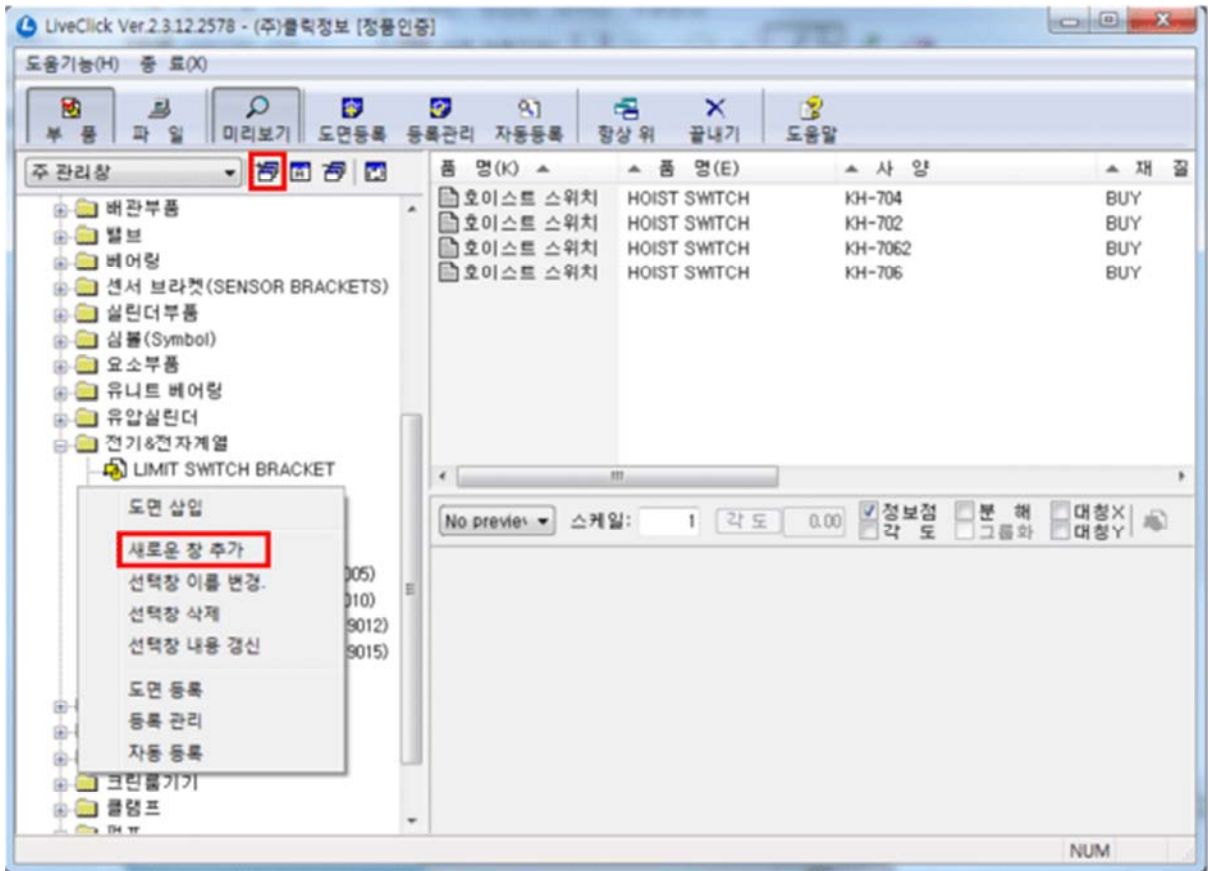 LiveClick Ver.2.3.12.2578 - (주)클릭정보 [정품인증]
도움기능(H) 종 료(X)
부 품 파 일 미리보기 도면등록 등록관리 자동등록 항상 위 끝내기 도움말
주 관리창
품 명(K) 품 명(E) 사 양 재 질
호이스트 스위치 HOIST SWITCH KH-704 BUY
호이스트 스위치 HOIST SWITCH KH-702 BUY
호이스트 스위치 HOIST SWITCH KH-7062 BUY
호이스트 스위치 HOIST SWITCH KH-706 BUY
배관부품
밸브
베어링
센서 브라켓(SENSOR BRACKETS)
실린더부품
심볼(Symbol)
요소부품
유니트 베어링
유압실린더
전기&전자계열
LIMIT SWITCH BRACKET
005)
010)
9012)
9015)
크린룸기기
클램프
도면 삽입
새로운 창 추가
선택창 이름 변경.
선택창 삭제
선택창 내용 갱신
도면 등록
등록 관리
자동 등록
No previe 스케일: 1 각 도 0.00 정보점 분 해 대칭X
각 도 그룹화 대칭Y
NUM